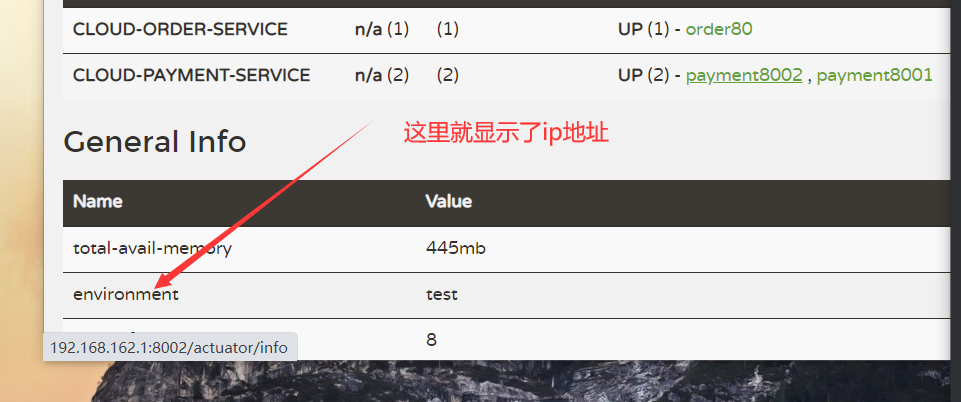 CLOUD-ORDER-SERVICE n/a (1) (1) UP (1) - order80
CLOUD-PAYMENT-SERVICE n/a (2) (2) UP (2) - payment8002 , payment8001
这里就显示了ip地址
General Info
Name Value
total-avail-memory 445mb
environment test
8
192.168.162.1:8002/actuator/info